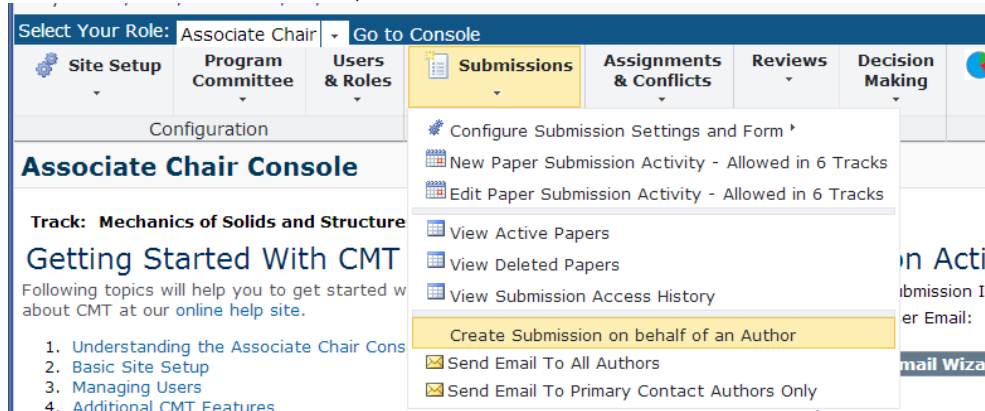 Select Your Role: Associate Chair Go to Console
Site Setup
Program Committee
Users & Roles
Submissions
Assignments & Conflicts
Reviews
Decision Making
Configuration
Configure Submission Settings and Form
New Paper Submission Activity - Allowed in 6 Tracks
Edit Paper Submission Activity - Allowed in 6 Tracks
View Active Papers
View Deleted Papers
View Submission Access History
Create Submission on behalf of an Author
Send Email To All Authors
Send Email To Primary Contact Authors Only
Associate Chair Console
Track: Mechanics of Solids and Structure
Getting Started With CMT
Following topics will help you to get started w
about CMT at our online help site.
1. Understanding the Associate Chair Cons
2. Basic Site Setup
3. Managing Users
4. Additional CMT Features
n Acti
ubmission I
er Email:
mail Wiza